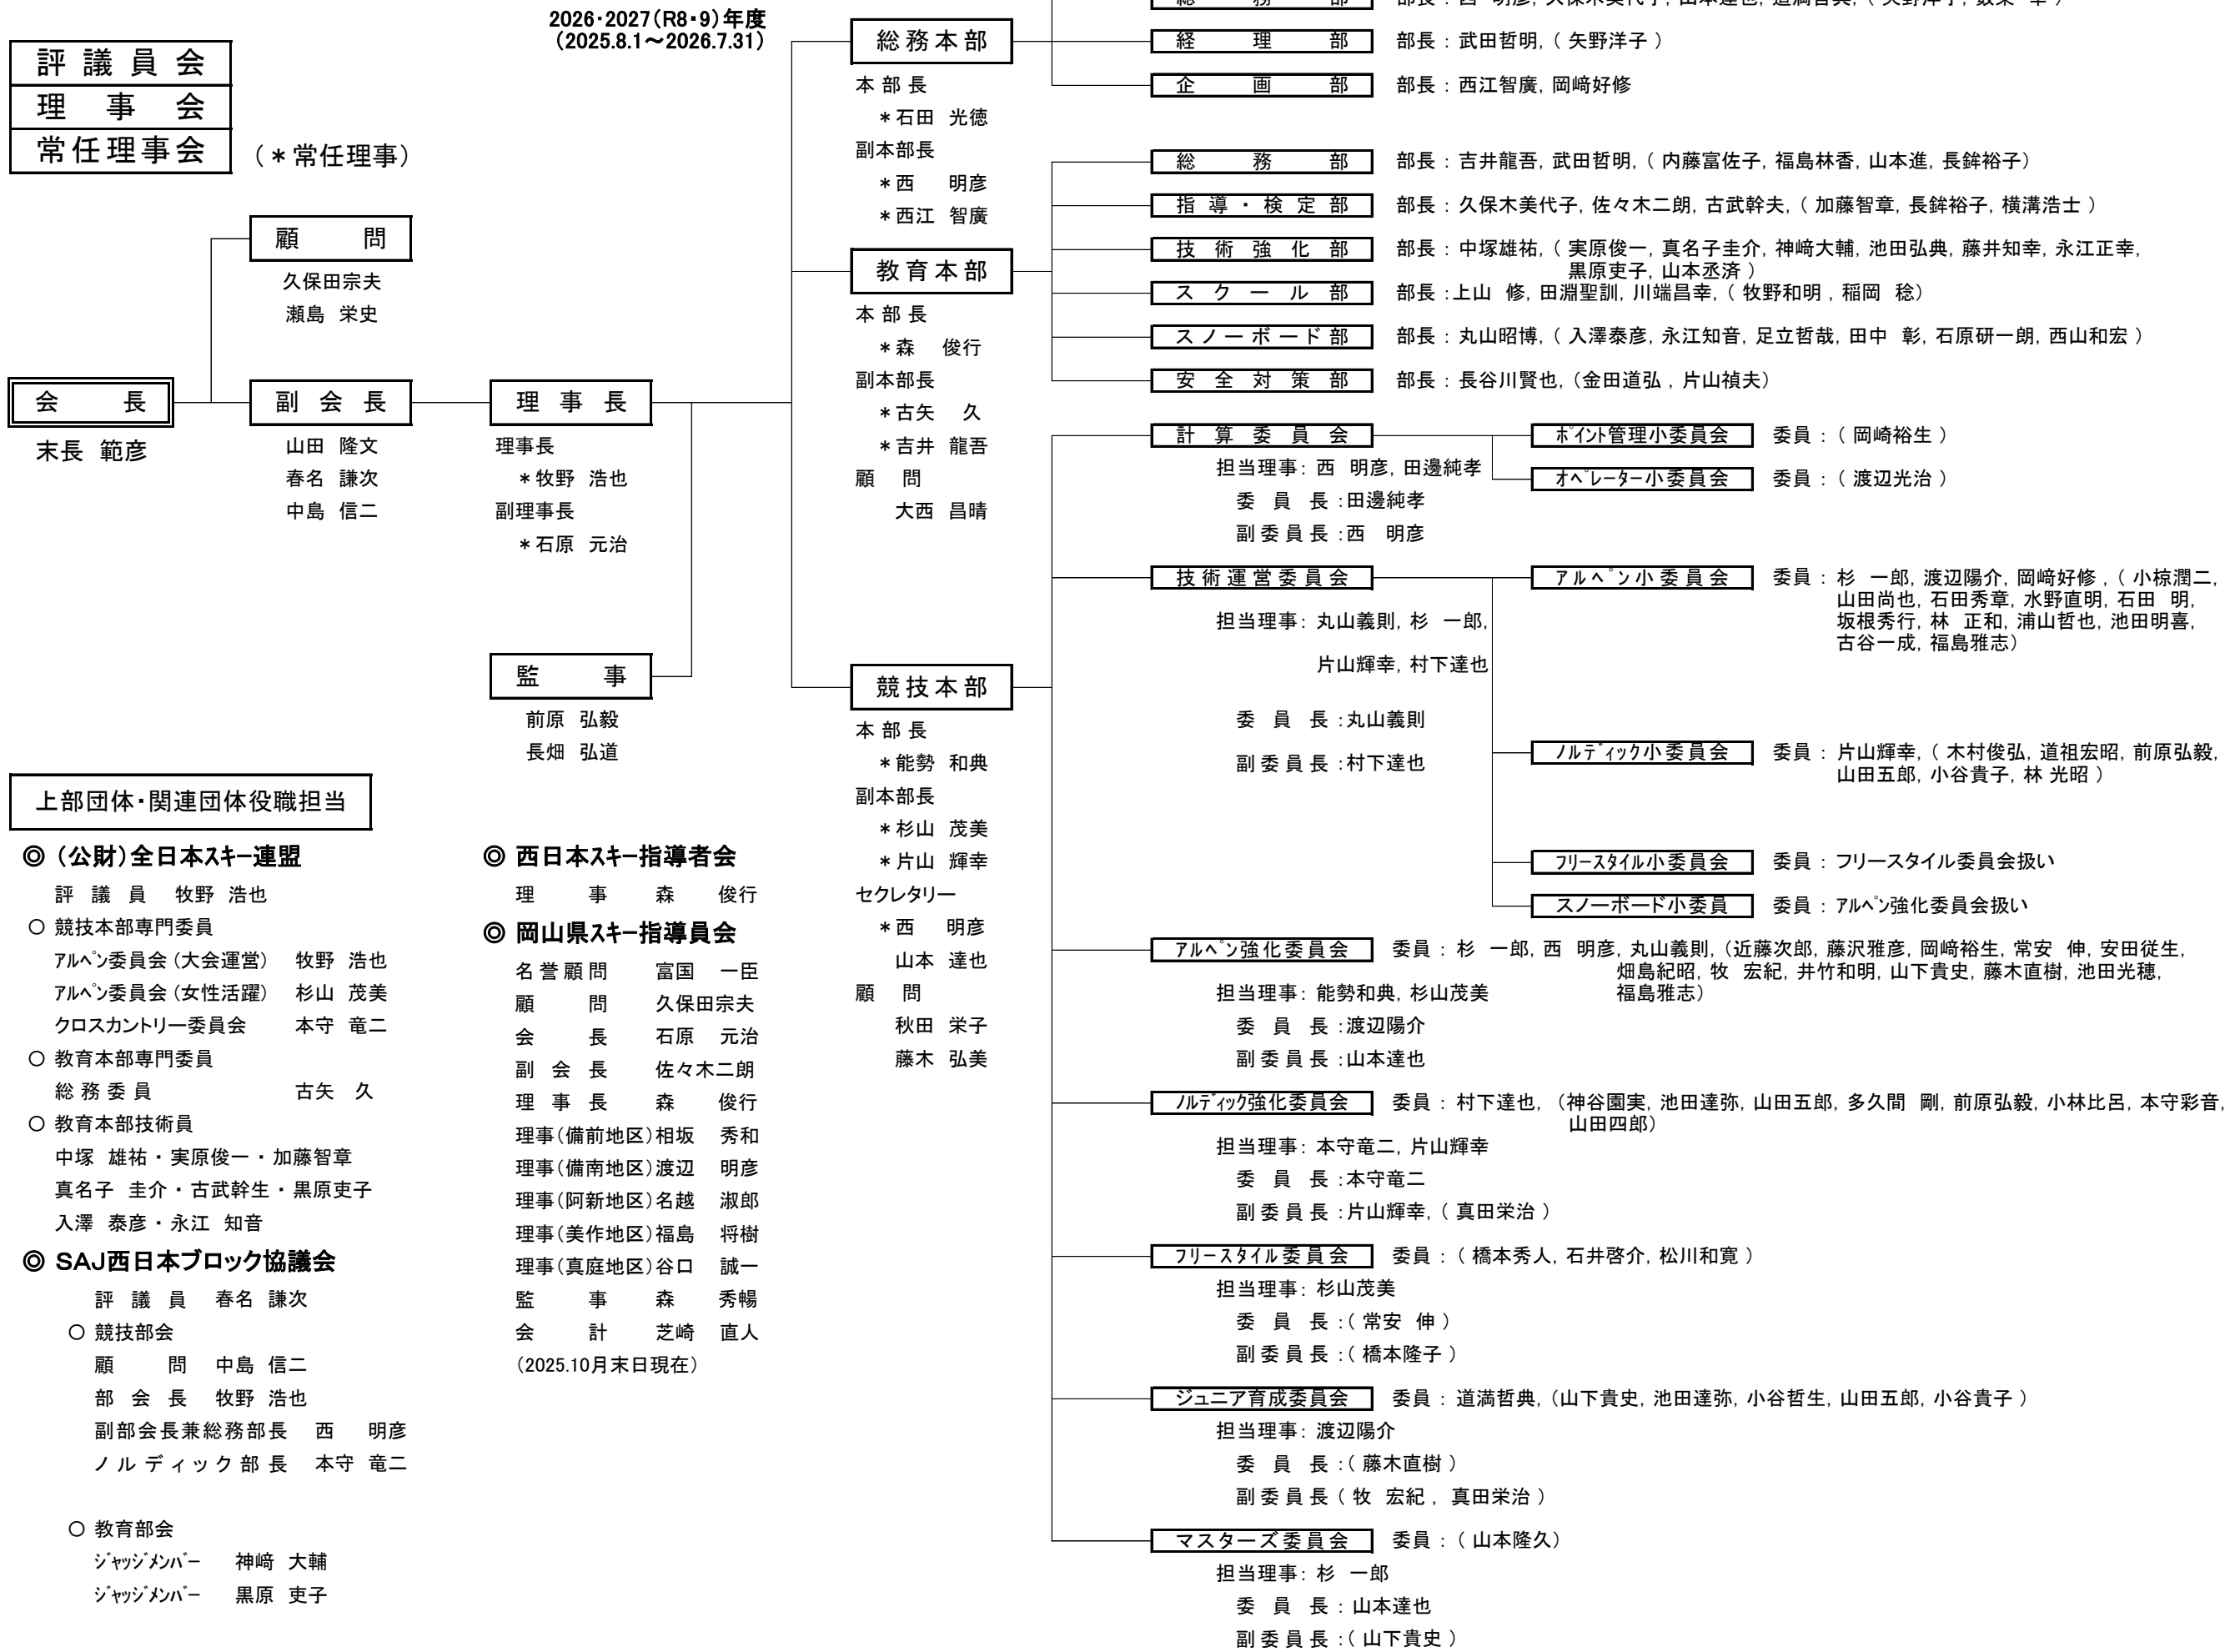 2026・2027(R8・9)年度
(2025.8.1～2026.7.31)
評議員会
理事会
常任理事会
(＊常任理事)
顧問
久保田宗夫
瀬島 栄史
会長
末長 範彦
副会長
山田 隆文
春名 謙次
中島 信二
理事長
理事長
＊牧野 浩也
副理事長
＊石原 元治
監事
前原 弘毅
長畑 弘道
総務本部
本部長
＊石田 光徳
副本部長
＊西 明彦
＊西江 智廣
総務部
経理部 部長：武田哲明,（ 矢野洋子 ）
企画部 部長：西江智廣, 岡﨑好修
教育本部
本部長
＊森 俊行
副本部長
＊古矢 久
＊吉井 龍吾
顧問
大西 昌晴
総務部 部長：吉井龍吾, 武田哲明,（ 内藤富佐子, 福島林香, 山本進, 長鉾裕子）
指導・検定部 部長：久保木美代子, 佐々木二朗, 古武幹夫,（ 加藤智章, 長鉾裕子, 横溝浩士 ）
技術強化部 部長：中塚雄祐,（ 実原俊一, 真名子圭介, 神﨑大輔, 池田弘典, 藤井知幸, 永江正幸,
黒原吏子, 山本丞済 ）
スクール部 部長：上山 修, 田淵聖訓, 川端昌幸,（ 牧野和明 , 稲岡 稔）
スノーボード部 部長：丸山昭博,（ 入澤泰彦, 永江知音, 足立哲哉, 田中 彰, 石原研一朗, 西山和宏 ）
安全対策部 部長：長谷川賢也,（金田道弘 , 片山禎夫）
競技本部
本部長
＊能勢 和典
副本部長
＊杉山 茂美
＊片山 輝幸
セクレタリー
＊西 明彦
山本 達也
顧問
秋田 栄子
藤木 弘美
計算委員会
担当理事：西 明彦, 田邊純孝
委員長：田邊純孝
副委員長：西 明彦
ﾎﾟｲﾝﾄ管理小委員会 委員：（ 岡崎裕生 ）
ｵﾍﾟﾚｰﾀｰ小委員会 委員：（ 渡辺光治 ）
技術運営委員会
担当理事：丸山義則, 杉 一郎,
片山輝幸, 村下達也
委員長：丸山義則
副委員長：村下達也
アルペン小委員会 委員：杉 一郎, 渡辺陽介, 岡﨑好修 ,（ 小椋潤二,
山田尚也, 石田秀章, 水野直明, 石田 明,
坂根秀行, 林 正和, 浦山哲也, 池田明喜,
古谷一成, 福島雅志）
ﾉﾙﾃﾞｨｯｸ小委員会 委員：片山輝幸,（ 木村俊弘, 道祖宏昭, 前原弘毅,
山田五郎, 小谷貴子, 林 光昭 ）
ﾌﾘｰｽﾀｲﾙ小委員会 委員：フリースタイル委員会扱い
スノーボード小委員 委員：ｱﾙﾍﾟﾝ強化委員会扱い
ｱﾙﾍﾟﾝ強化委員会 委員：杉 一郎, 西 明彦, 丸山義則,（近藤次郎, 藤沢雅彦, 岡崎裕生, 常安 伸, 安田従生,
畑島紀昭, 牧 宏紀, 井竹和明, 山下貴史, 藤木直樹, 池田光穂,
福島雅志）
担当理事：能勢和典, 杉山茂美
委員長：渡辺陽介
副委員長：山本達也
ﾉﾙﾃﾞｨｯｸ強化委員会 委員：村下達也, （神谷園実, 池田達弥, 山田五郎, 多久間 剛, 前原弘毅, 小林比呂, 本守彩音,
山田四郎）
担当理事：本守竜二, 片山輝幸
委員長：本守竜二
副委員長：片山輝幸,（ 真田栄治 ）
ﾌﾘｰｽﾀｲﾙ委員会 委員：（ 橋本秀人, 石井啓介, 松川和寛 ）
担当理事：杉山茂美
委員長：（ 常安 伸 ）
副委員長：（ 橋本隆子 ）
ジュニア育成委員会 委員：道満哲典,（山下貴史, 池田達弥, 小谷哲生, 山田五郎, 小谷貴子 ）
担当理事：渡辺陽介
委員長：（ 藤木直樹 ）
副委員長（ 牧 宏紀 , 真田栄治 ）
マスターズ委員会 委員：（ 山本隆久）
担当理事：杉 一郎
委員長：山本達也
副委員長：（ 山下貴史 ）
上部団体・関連団体役職担当
◎（公財）全日本ｽｷｰ連盟
評議員 牧野 浩也
○ 競技本部専門委員
ｱﾙﾍﾟﾝ委員会（大会運営） 牧野 浩也
ｱﾙﾍﾟﾝ委員会（女性活躍） 杉山 茂美
クロスカントリー委員会 本守 竜二
○ 教育本部専門委員
総務委員 古矢 久
○ 教育本部技術員
中塚 雄祐・実原俊一・加藤智章
真名子 圭介・古武幹生・黒原吏子
入澤 泰彦・永江 知音
◎ SAJ西日本ブロック協議会
評議員 春名 謙次
○ 競技部会
顧問 中島 信二
部会長 牧野 浩也
副部会長兼総務部長 西 明彦
ノルディック部長 本守 竜二
○ 教育部会
ｼﾞｬｯｼﾞﾒﾝﾊﾞｰ 神﨑 大輔
ｼﾞｬｯｼﾞﾒﾝﾊﾞｰ 黒原 吏子
◎ 西日本ｽｷｰ指導者会
理事 森 俊行
◎ 岡山県ｽｷｰ指導員会
名誉顧問 富国 一臣
顧問 久保田宗夫
会長 石原 元治
副会長 佐々木二朗
理事長 森 俊行
理事（備前地区）相坂 秀和
理事（備南地区）渡辺 明彦
理事（阿新地区）名越 淑郎
理事（美作地区）福島 将樹
理事（真庭地区）谷口 誠一
監事 森 秀暢
会計 芝崎 直人
（2025.10月末日現在）